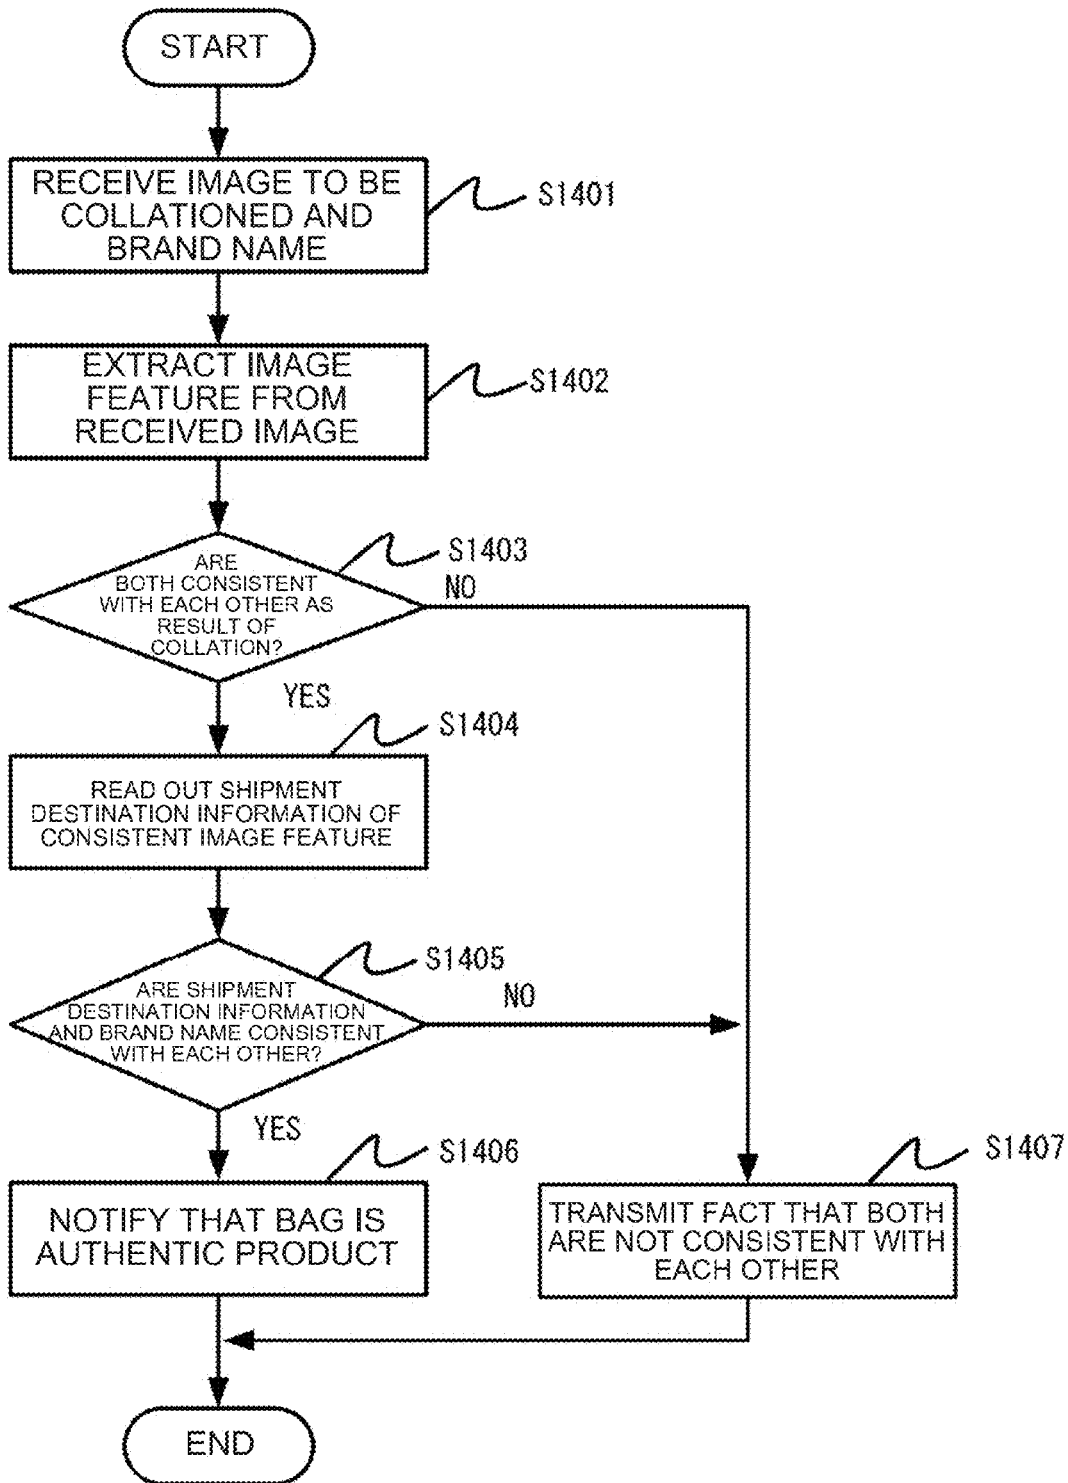 START
RECEIVE IMAGE TO BE
COLLATIONED AND
BRAND NAME
S1401
EXTRACT IMAGE
FEATURE FROM
RECEIVED IMAGE
S1402
ARE
BOTH CONSISTENT
WITH EACH OTHER AS
RESULT OF
COLLATION?
S1403
NO
YES
S1404
READ OUT SHIPMENT
DESTINATION INFORMATION OF
CONSISTENT IMAGE FEATURE
S1405
ARE SHIPMENT
DESTINATION INFORMATION
AND BRAND NAME CONSISTENT
WITH EACH OTHER?
NO
YES
S1406
NOTIFY THAT BAG IS
AUTHENTIC PRODUCT
S1407
TRANSMIT FACT THAT BOTH
ARE NOT CONSISTENT WITH
EACH OTHER
END